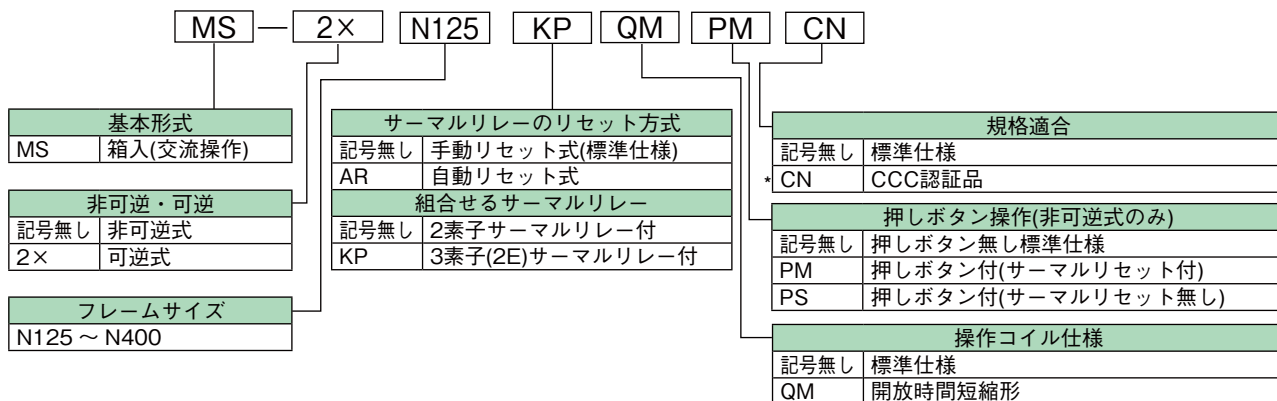 MS — 2× N125 KP QM PM CN
基本形式
MS 箱入(交流操作)
非可逆・可逆
記号無し 非可逆式
2× 可逆式
フレームサイズ
N125 ~ N400
サーマルリレーのリセット方式
記号無し 手動リセット式(標準仕様)
AR 自動リセット式
組合せるサーマルリレー
記号無し 2素子サーマルリレー付
KP 3素子(2E)サーマルリレー付
規格適合
記号無し 標準仕様
* CN CCC認証品
押しボタン操作(非可逆式のみ)
記号無し 押しボタン無し標準仕様
PM 押しボタン付(サーマルリセット付)
PS 押しボタン付(サーマルリセット無し)
操作コイル仕様
記号無し 標準仕様
QM 開放時間短縮形